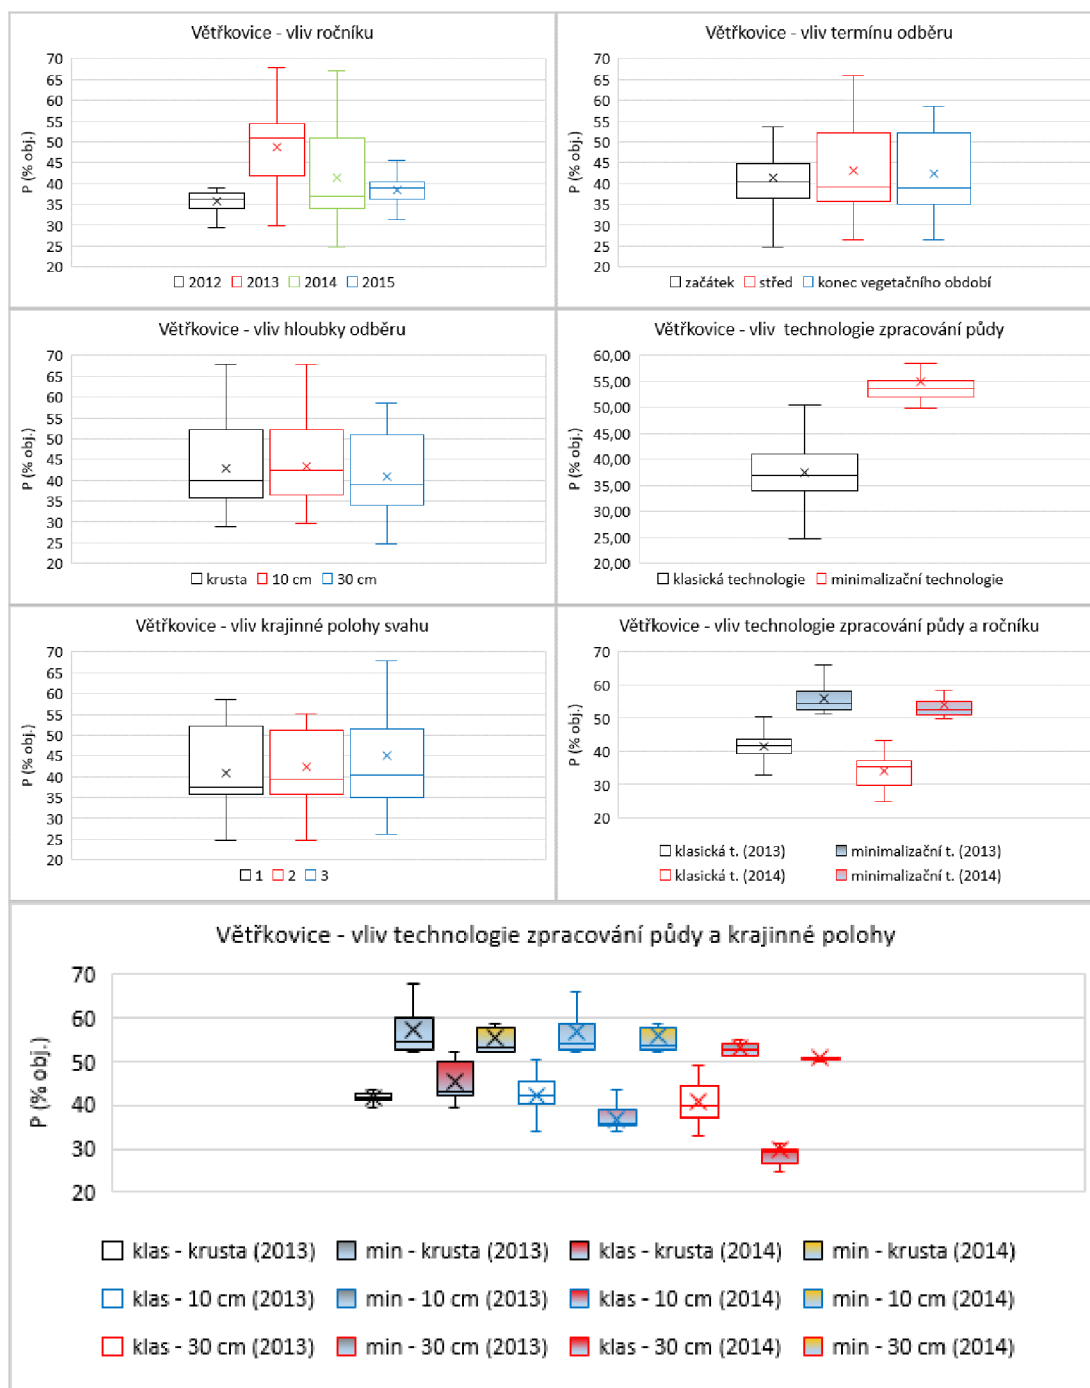 Větřkovice - vliv ročníku
70
65
60
55
50
45
40
35
30
25
20
P (% obj.)
2012 2013 2014 2015
Větřkovice - vliv termínu odběru
70
65
60
55
50
45
40
35
30
25
20
P (% obj.)
začátek střed konec vegetačního období
Větřkovice - vliv hloubky odběru
70
65
60
55
50
45
40
35
30
25
20
P (% obj.)
krusta 10 cm 30 cm
Větřkovice - vliv technologie zpracování půdy
60,00
55,00
50,00
45,00
40,00
35,00
30,00
25,00
20,00
P (% obj.)
klasická technologie minimalizační technologie
Větřkovice - vliv krajinné polohy svahu
70
65
60
55
50
45
40
35
30
25
20
P (% obj.)
1 2 3
Větřkovice - vliv technologie zpracování půdy a ročníku
70
60
50
40
30
20
P (% obj.)
klasická t. (2013) minimalizační t. (2013)
klasická t. (2014) minimalizační t. (2014)
Větřkovice - vliv technologie zpracování půdy a krajinné polohy
70
60
50
40
30
20
P (% obj.)
klas - krusta (2013) min - krusta (2013) klas - krusta (2014) min - krusta (2014)
klas - 10 cm (2013) min - 10 cm (2013) klas - 10 cm (2014) min - 10 cm (2014)
klas - 30 cm (2013) min - 30 cm (2013) klas - 30 cm (2014) min - 30 cm (2014)